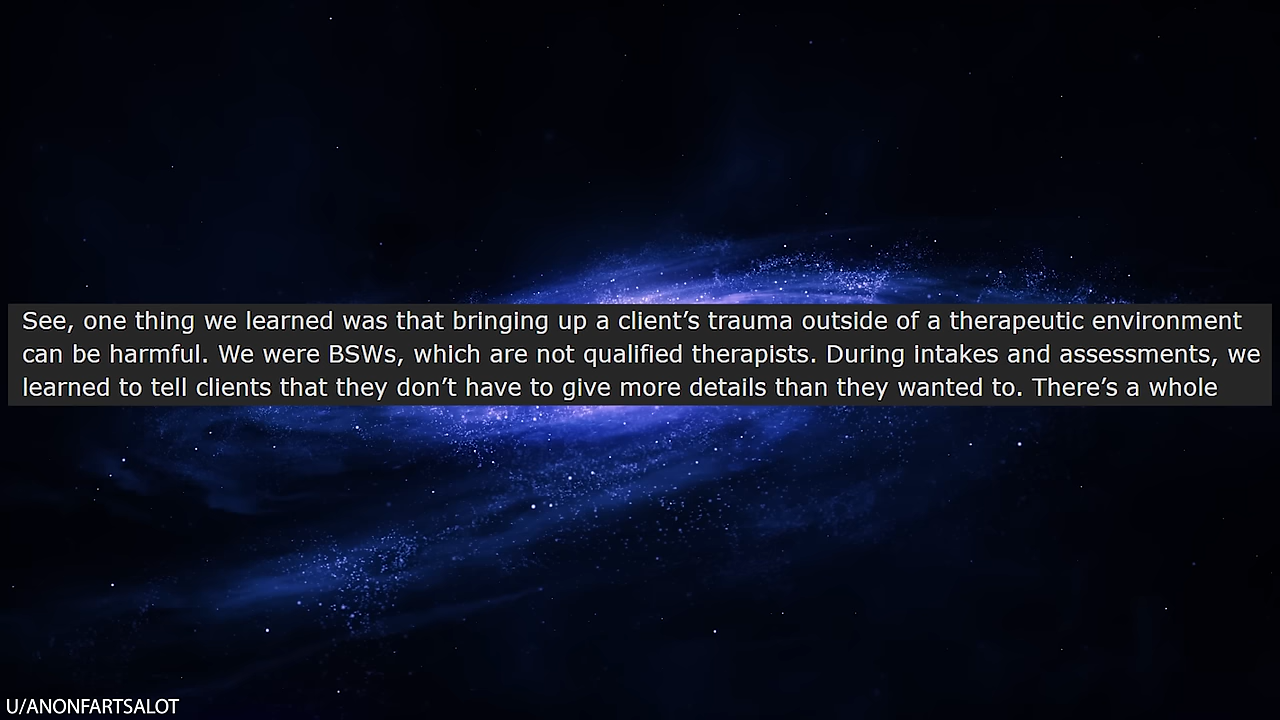 See, one thing we learned was that bringing up a client’s trauma outside of a therapeutic environment
can be harmful. We were BSWs, which are not qualified therapists. During intakes and assessments, we
learned to tell clients that they don’t have to give more details than they wanted to. There’s a whole
U/ANONFARTSALOT